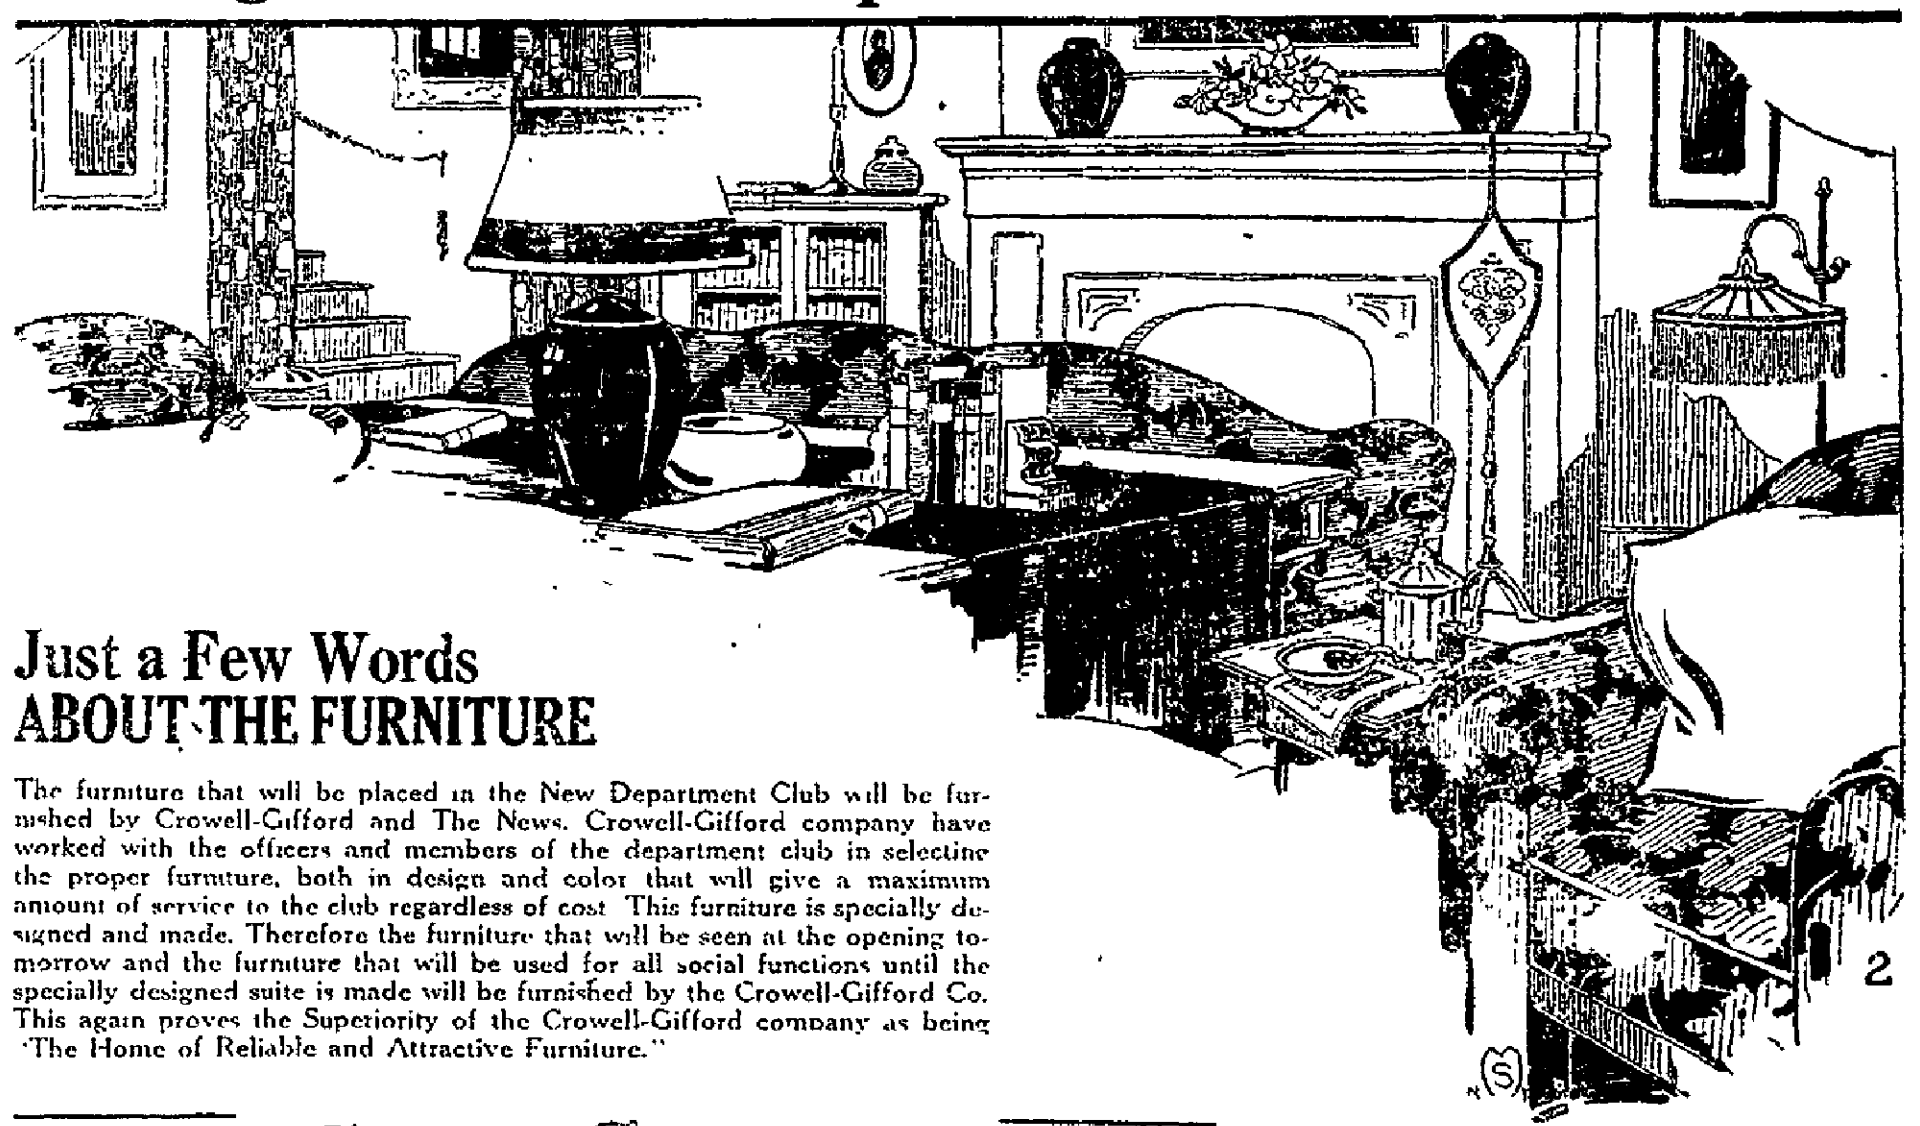 Just a Few Words
ABOUT THE FURNITURE
The furniture that will be placed in the New Department Club will be fur-
nished by Crowell-Gifford and The News. Crowell-Gifford company have
worked with the officers and members of the department club in selecting
the proper furniture, both in design and color that will give a maximum
amount of service to the club regardless of cost This furniture is specially de-
signed and made. Therefore the furniture that will be seen at the opening to-
morrow and the furniture that will be used for all social functions until the
specially designed suite is made will be furnished by the Crowell-Gifford Co.
This again proves the Superiority of the Crowell-Gifford company as being
"The Home of Reliable and Attractive Furniture."
2
S